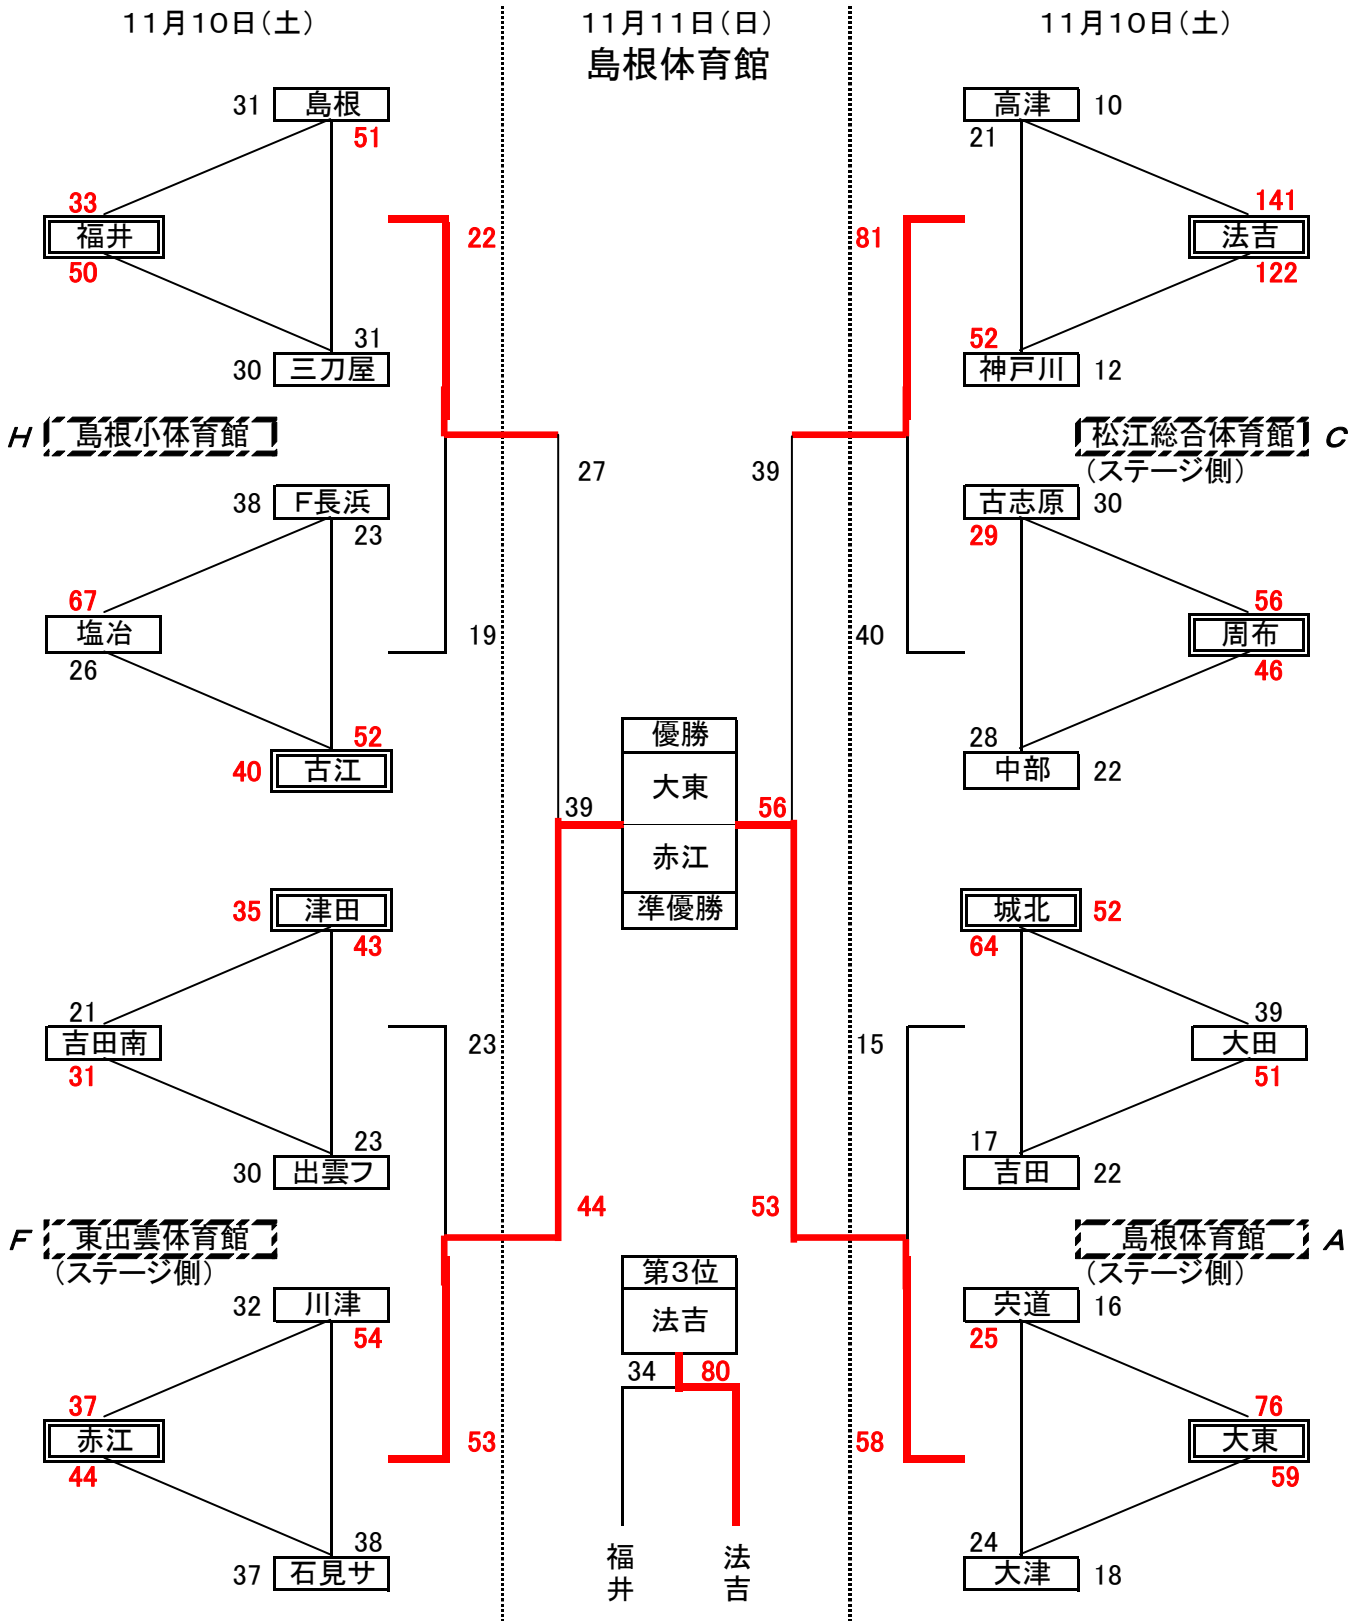 11月10日(土)
11月11日(日)
11月10日(土)
島根体育館
31 島根
51
33
福井
50
31
30 三刀屋
H 島根小体育館
38 F長浜
23
67
塩冶
26
52
40 古江
22
19
27
35 津田
43
21
吉田南
31
23
30 出雲フ
F 東出雲体育館
(ステージ側)
32 川津
54
37
赤江
44
38
37 石見サ
23
53
44
39
優勝
大東
赤江
準優勝
56
第3位
法吉
34 80
福井
法吉
高津 10
21
141
法吉
122
52
神戸川 12
松江総合体育館 C
(ステージ側)
古志原 30
29
56
周布
46
28
中部 22
81
40
39
城北 52
64
39
大田
51
17
吉田 22
島根体育館 A
(ステージ側)
宍道 16
25
76
大東
59
24
大津 18
15
58
53